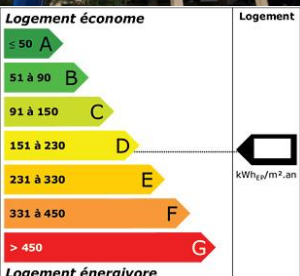 Logement économe
Logement
≤ 50 A
51 à 90 B
91 à 150 C
151 à 230 D
231 à 330 E
kWhEP/m².an
331 à 450 F
> 450 G
Logement énergivore